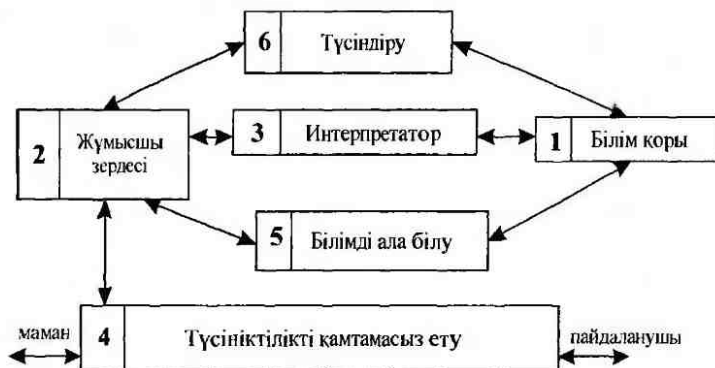 6 Түсіндіру
2 Жұмысшы
зердесі
3 Интерпретатор
1 Білім қоры
5 Білімді ала білу
маман
4 Түсініктілікті қамтамасыз ету
пайдаланушы